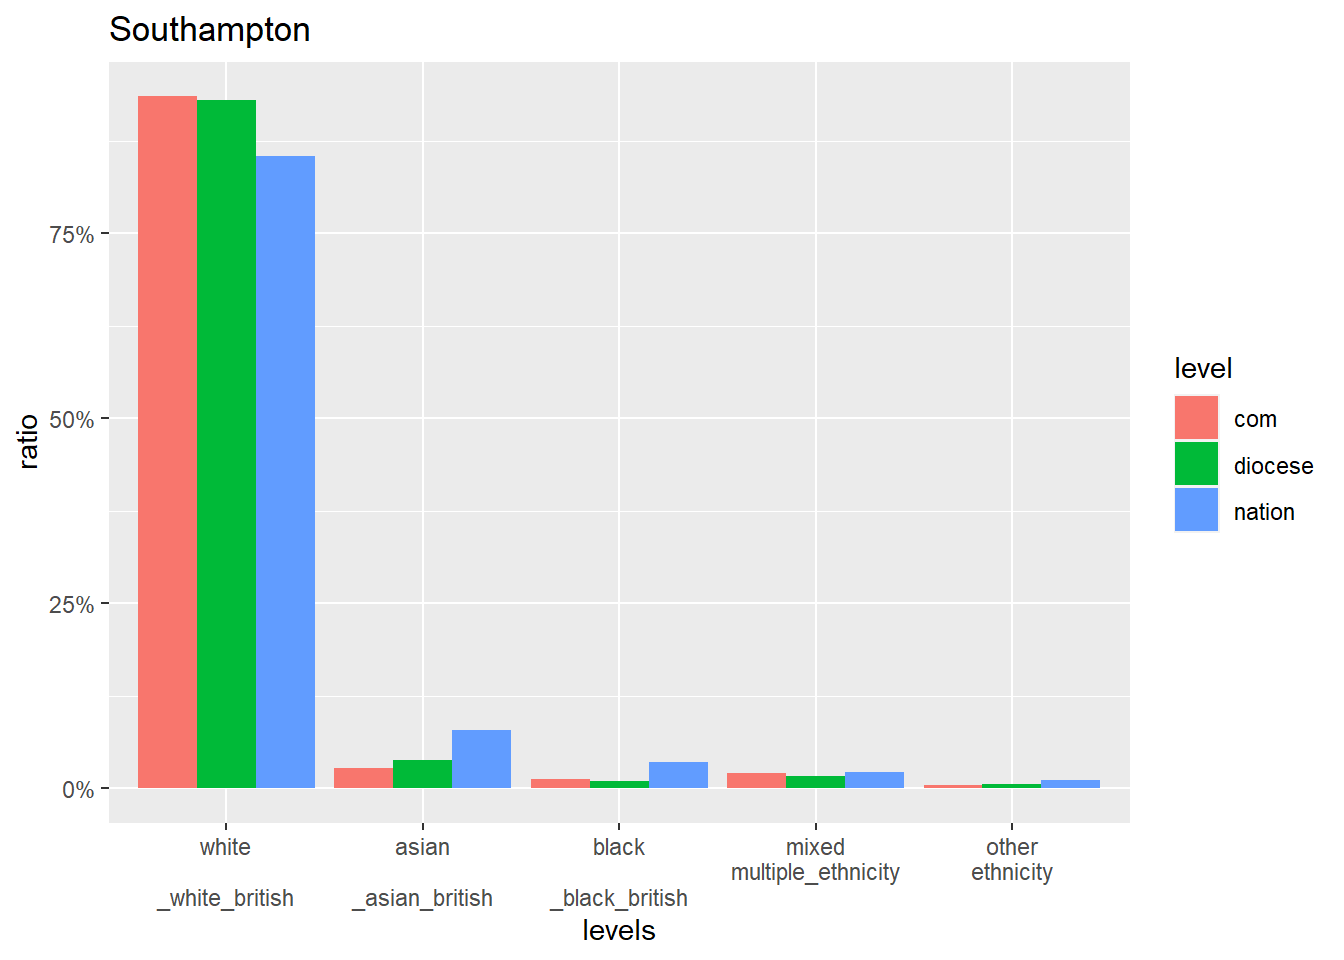 Southampton
ratio
75%
50%
25%
0%
white
_white_british
asian
_asian_british
black
_black_british
mixed
multiple_ethnicity
other
ethnicity
levels
level
com
diocese
nation